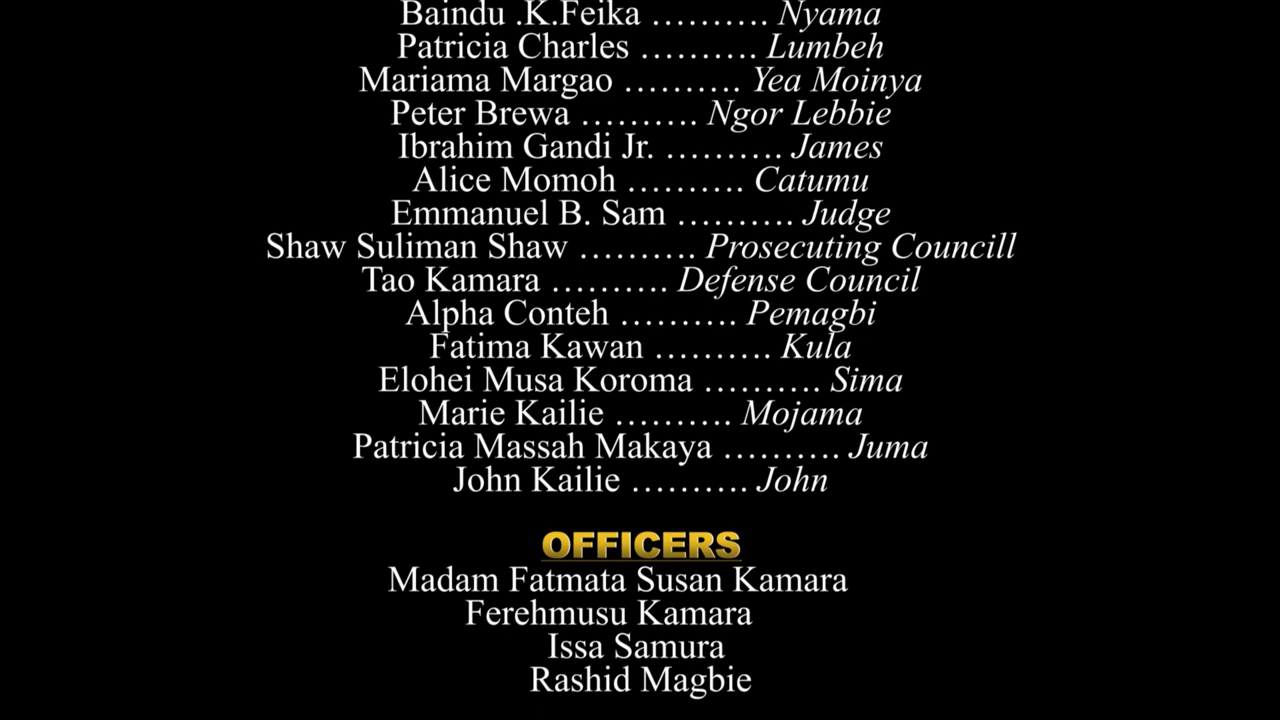 Baindu .K.Feika ………. Nyama
Patricia Charles ………. Lumbeh
Mariama Margao ………. Yea Moinya
Peter Brewa ………. Ngor Lebbie
Ibrahim Gandi Jr. ………. James
Alice Momoh ………. Catumu
Emmanuel B. Sam ………. Judge
Shaw Suliman Shaw ………. Prosecuting Councill
Tao Kamara ………. Defense Council
Alpha Conteh ………. Pemagbi
Fatima Kawan ………. Kula
Elohei Musa Koroma ………. Sima
Marie Kailie ………. Mojama
Patricia Massah Makaya ………. Juma
John Kailie ………. John
OFFICERS
Madam Fatmata Susan Kamara
Ferehmusu Kamara
Issa Samura
Rashid Magbie